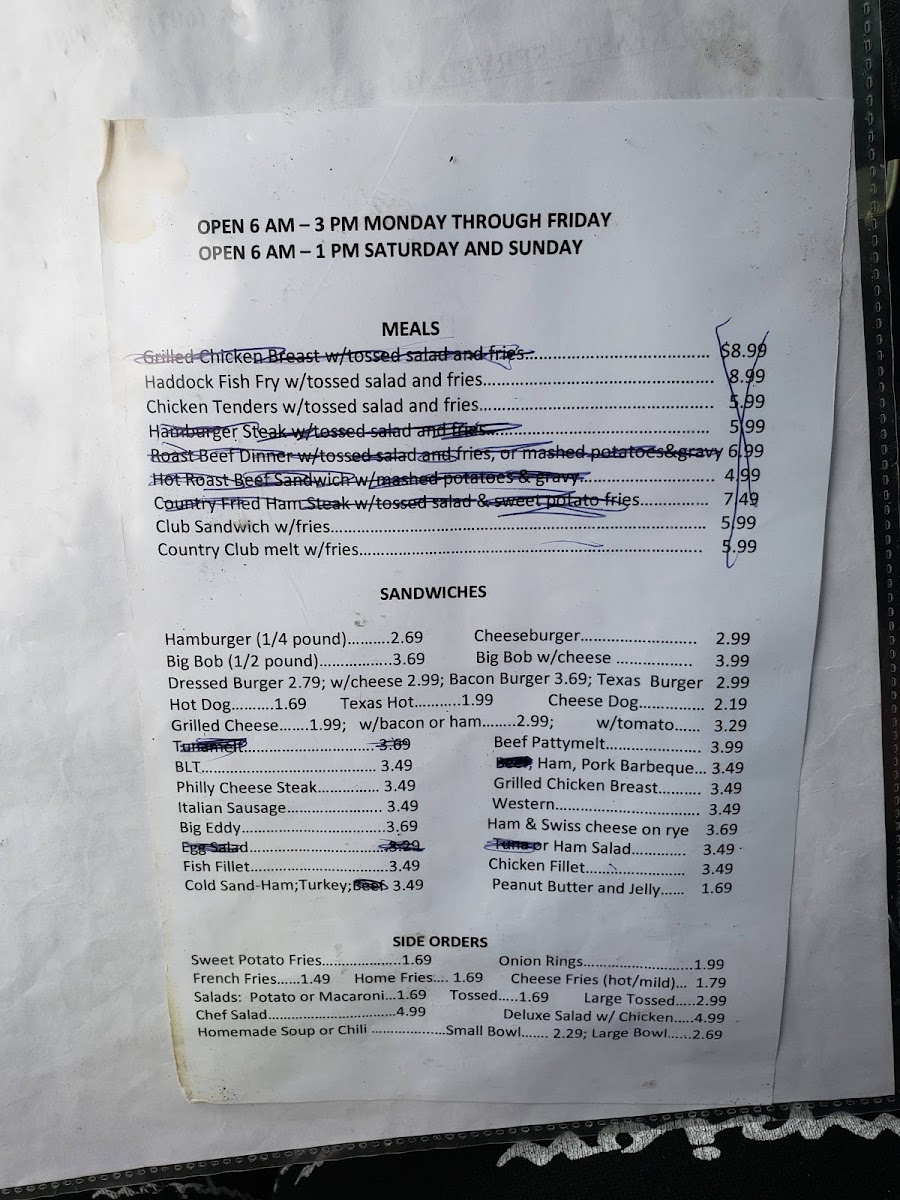 OPEN 6 AM – 3 PM MONDAY THROUGH FRIDAY
OPEN 6 AM – 1 PM SATURDAY AND SUNDAY
MEALS
Grilled Chicken Breast w/tossed salad and fries........ $8.99
Haddock Fish Fry w/tossed salad and fries........ 8.99
Chicken Tenders w/tossed salad and fries........ 5.99
Hamburger Steak w/tossed salad and fries........ 5.99
Roast Beef Dinner w/tossed salad and fries, or mashed potatoes&gravy 6.99
Hot Roast Beef Sandwich w/mashed potatoes & gravy........ 4.99
Country Fried Ham Steak w/tossed salad & sweet potato fries........ 7.49
Club Sandwich w/fries........ 5.99
Country Club melt w/fries........ 5.99
SANDWICHES
Hamburger (1/4 pound)..........2.69 Cheeseburger........ 2.99
Big Bob (1/2 pound)........3.69 Big Bob w/cheese ........ 3.99
Dressed Burger 2.79; w/cheese 2.99; Bacon Burger 3.69; Texas Burger 2.99
Hot Dog..........1.69 Texas Hot...........1.99 Cheese Dog........ 2.19
Grilled Cheese.......1.99; w/bacon or ham........2.99; w/tomato...... 3.29
Tunamelt........3.69 Beef Pattymelt........ 3.99
BLT........ 3.49 Beef, Ham, Pork Barbeque... 3.49
Philly Cheese Steak........ 3.49 Grilled Chicken Breast.......... 3.49
Italian Sausage........ 3.49 Western........ 3.49
Big Eddy........3.69 Ham & Swiss cheese on rye 3.69
Egg Salad........3.29 Tuna or Ham Salad............ 3.49
Fish Fillet........3.49 Chicken Fillet........ 3.49
Cold Sand-Ham;Turkey;Beef 3.49 Peanut Butter and Jelly...... 1.69
SIDE ORDERS
Sweet Potato Fries........1.69 Onion Rings........1.99
French Fries......1.49 Home Fries.... 1.69 Cheese Fries (hot/mild)... 1.79
Salads: Potato or Macaroni...1.69 Tossed.....1.69 Large Tossed.....2.99
Chef Salad........4.99 Deluxe Salad w/ Chicken.....4.99
Homemade Soup or Chili ........Small Bowl....... 2.29; Large Bowl......2.69